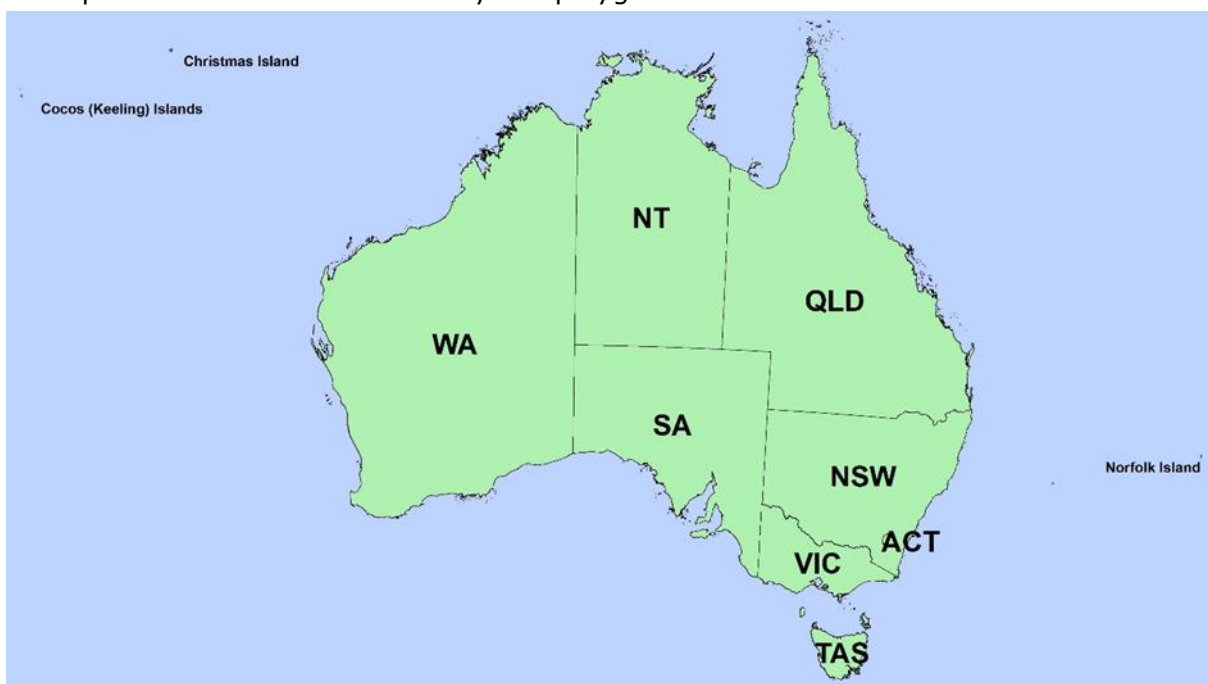 Christmas Island
Cocos (Keeling) Islands
NT
QLD
WA
SA
Norfolk Island
NSW
ACT
VIC
TAS